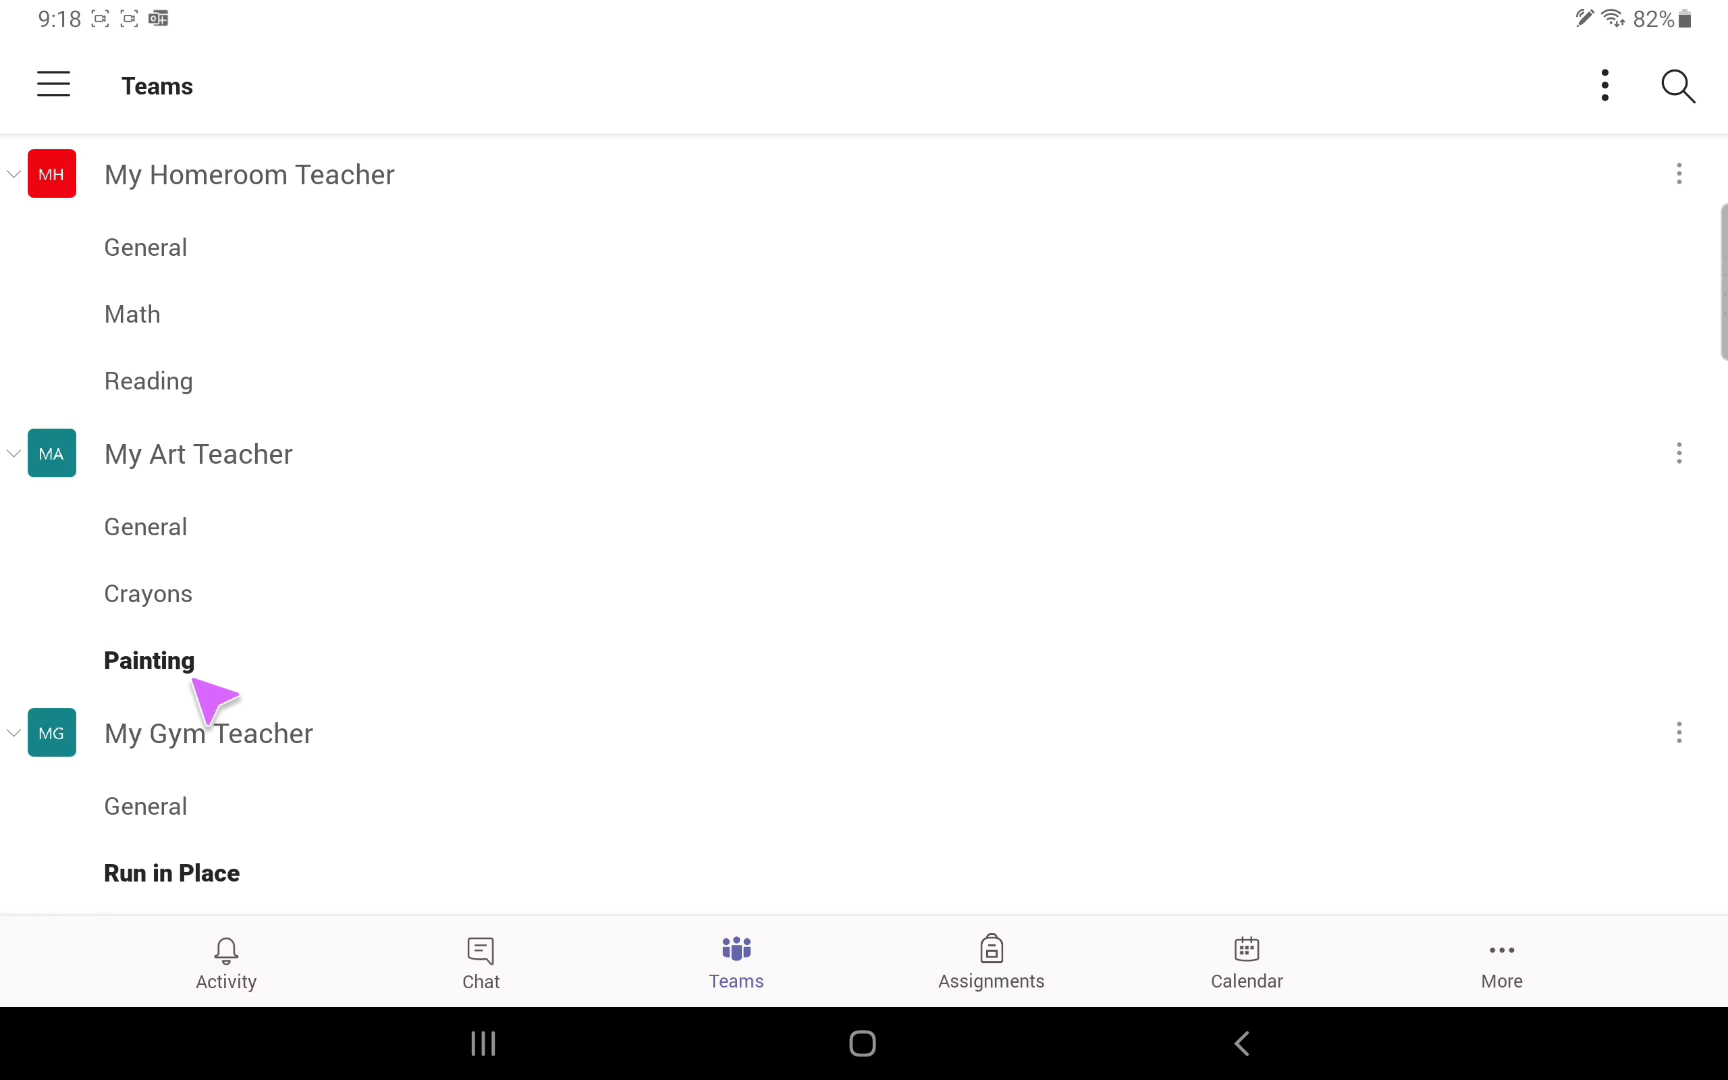 9:18 82%
Teams
MH My Homeroom Teacher
General
Math
Reading
MA My Art Teacher
General
Crayons
Painting
MG My Gym Teacher
General
Run in Place
Activity Chat Teams Assignments Calendar More